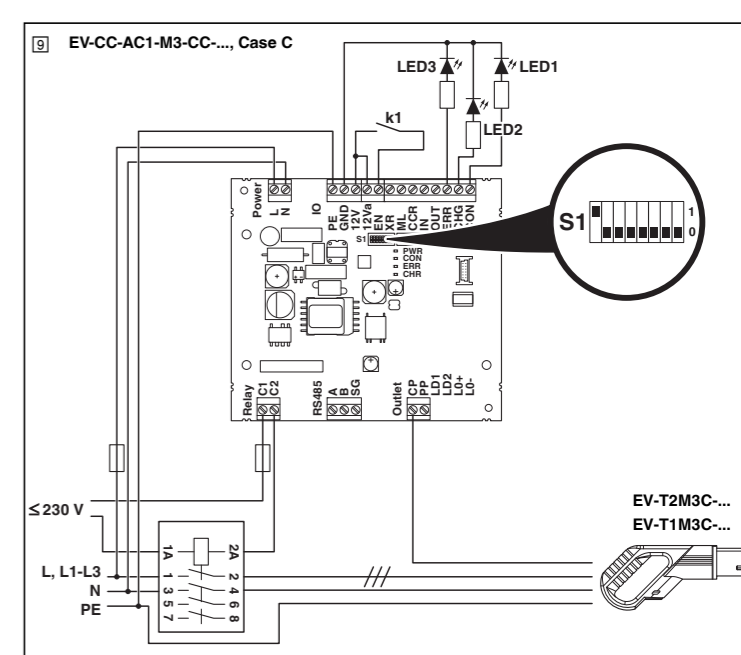 9 EV-CC-AC1-M3-CC-..., Case C
LED3
LED1
LED2
k1
Power
L
N
IO
PE
GND
12V
12Va
EN
XR
ML
CCR
IN
OUT
ERR
CHG
CON
S1
PWR
CON
ERR
CHR
S1
1
0
Relay
C1
C2
RS485
A
B
SG
Outlet
CP
PP
LD1
LD2
L0+
L0-
≤ 230 V
1A
2A
L, L1-L3
1
2
N
3
4
PE
5
6
7
8
EV-T2M3C-...
EV-T1M3C-...